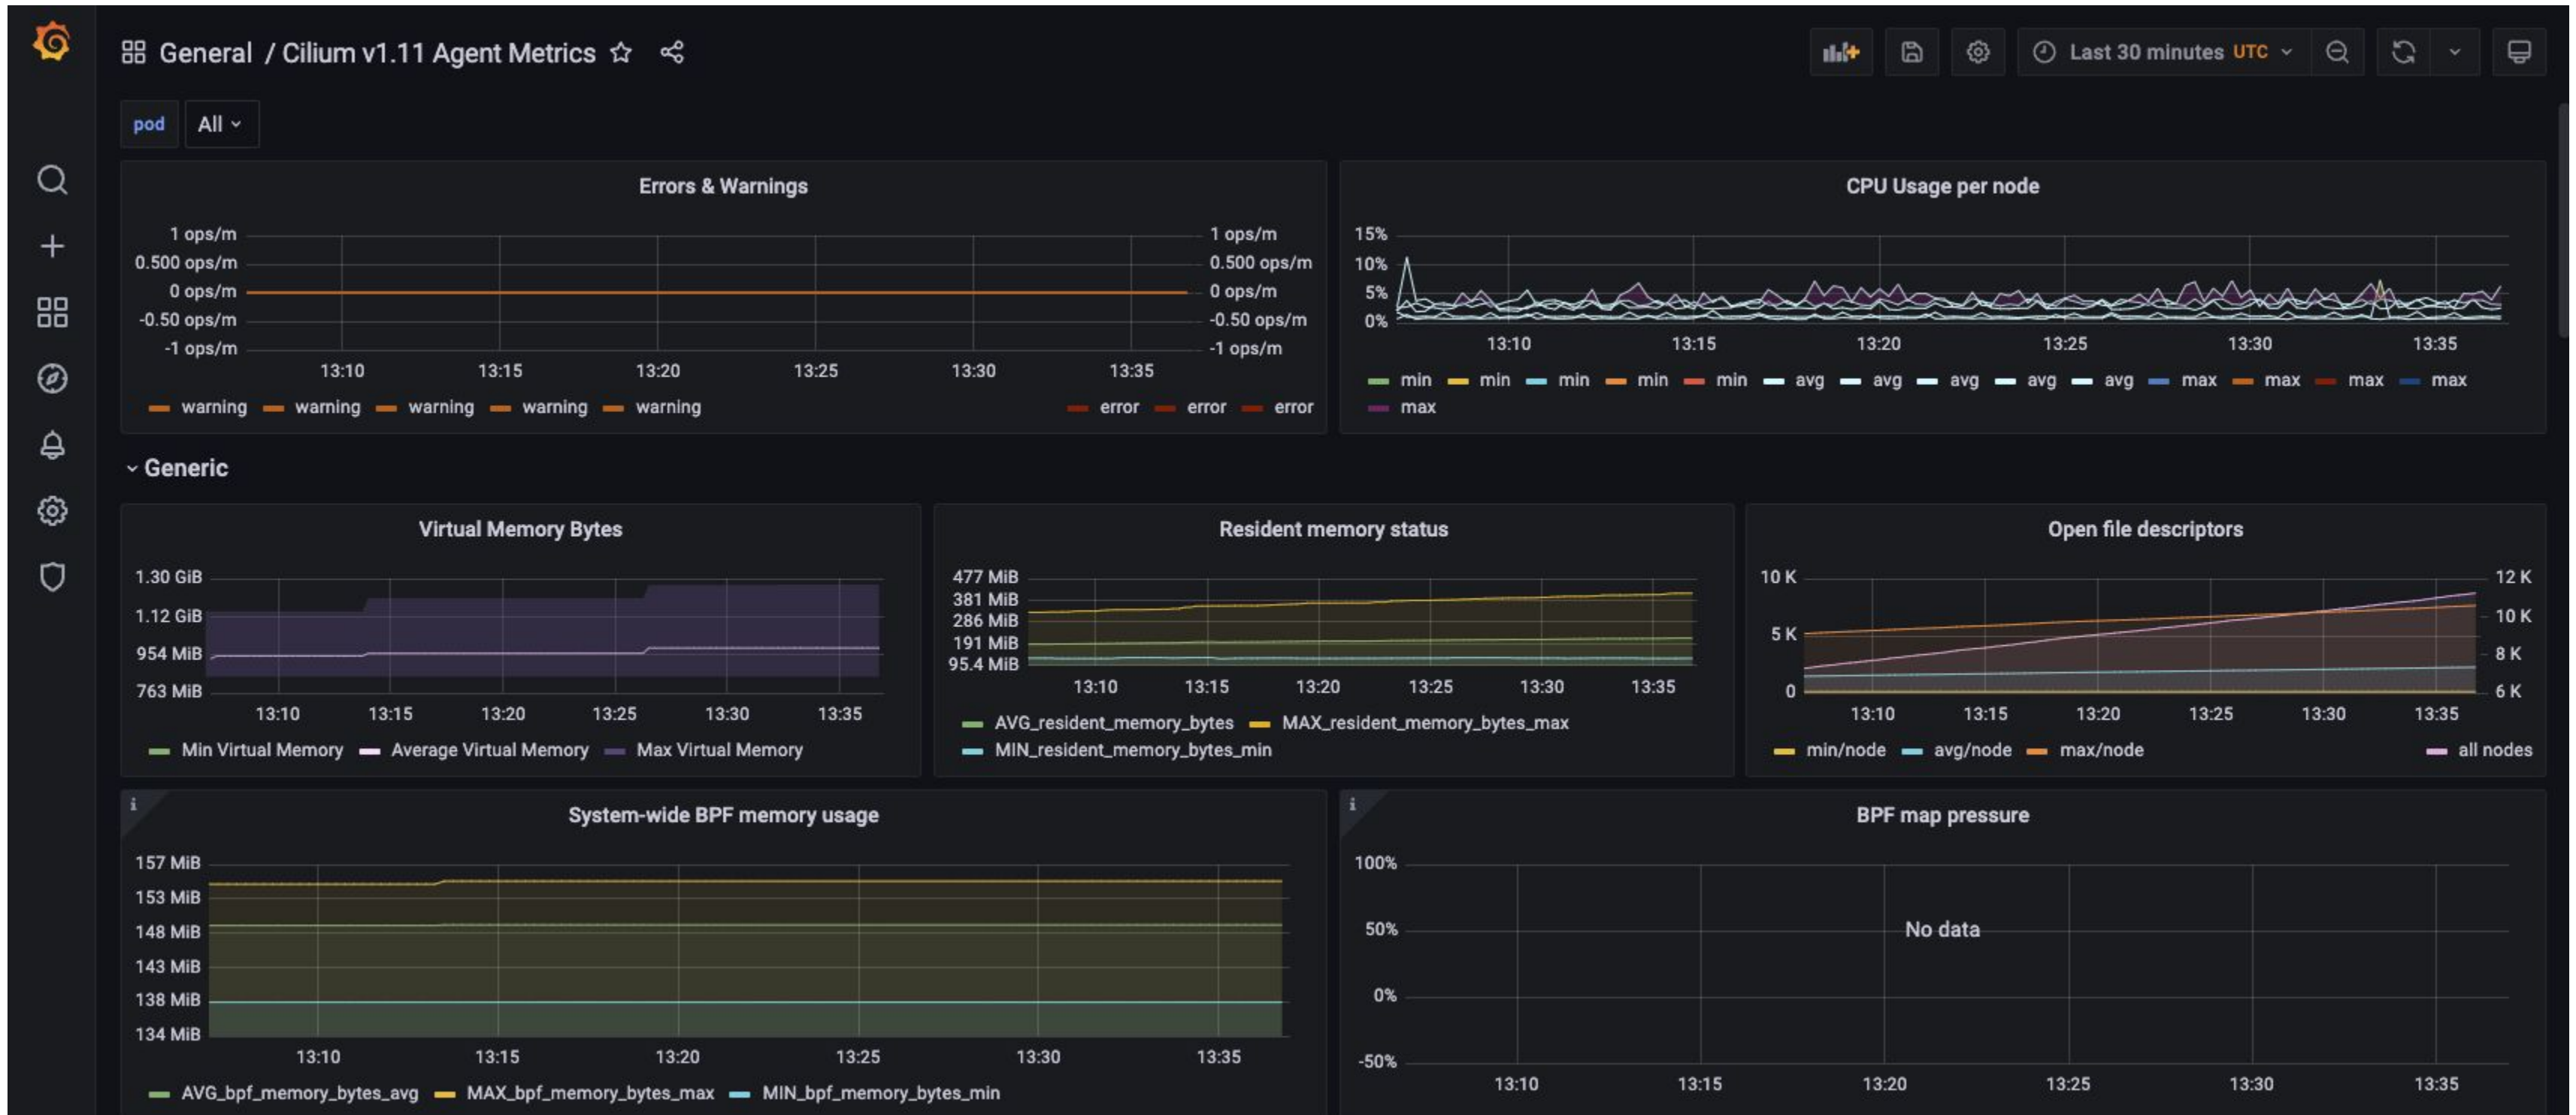 General / Cilium v1.11 Agent Metrics
Last 30 minutes UTC
pod All
Errors & Warnings
1 ops/m
0.500 ops/m
0 ops/m
-0.50 ops/m
-1 ops/m
1 ops/m
0.500 ops/m
0 ops/m
-0.50 ops/m
-1 ops/m
13:10 13:15 13:20 13:25 13:30 13:35
warning warning warning warning warning error error error
CPU Usage per node
15%
10%
5%
0%
13:10 13:15 13:20 13:25 13:30 13:35
min min min min min avg avg avg avg avg max max max max
max
Generic
Virtual Memory Bytes
1.30 GiB
1.12 GiB
954 MiB
763 MiB
13:10 13:15 13:20 13:25 13:30 13:35
Min Virtual Memory Average Virtual Memory Max Virtual Memory
Resident memory status
477 MiB
381 MiB
286 MiB
191 MiB
95.4 MiB
13:10 13:15 13:20 13:25 13:30 13:35
AVG_resident_memory_bytes MAX_resident_memory_bytes_max
MIN_resident_memory_bytes_min
Open file descriptors
10 K
5 K
0
12 K
10 K
8 K
6 K
13:10 13:15 13:20 13:25 13:30 13:35
min/node avg/node max/node all nodes
i
System-wide BPF memory usage
157 MiB
153 MiB
148 MiB
143 MiB
138 MiB
134 MiB
13:10 13:15 13:20 13:25 13:30 13:35
AVG_bpf_memory_bytes_avg MAX_bpf_memory_bytes_max MIN_bpf_memory_bytes_min
i
BPF map pressure
100%
50%
0%
-50%
No data
13:10 13:15 13:20 13:25 13:30 13:35